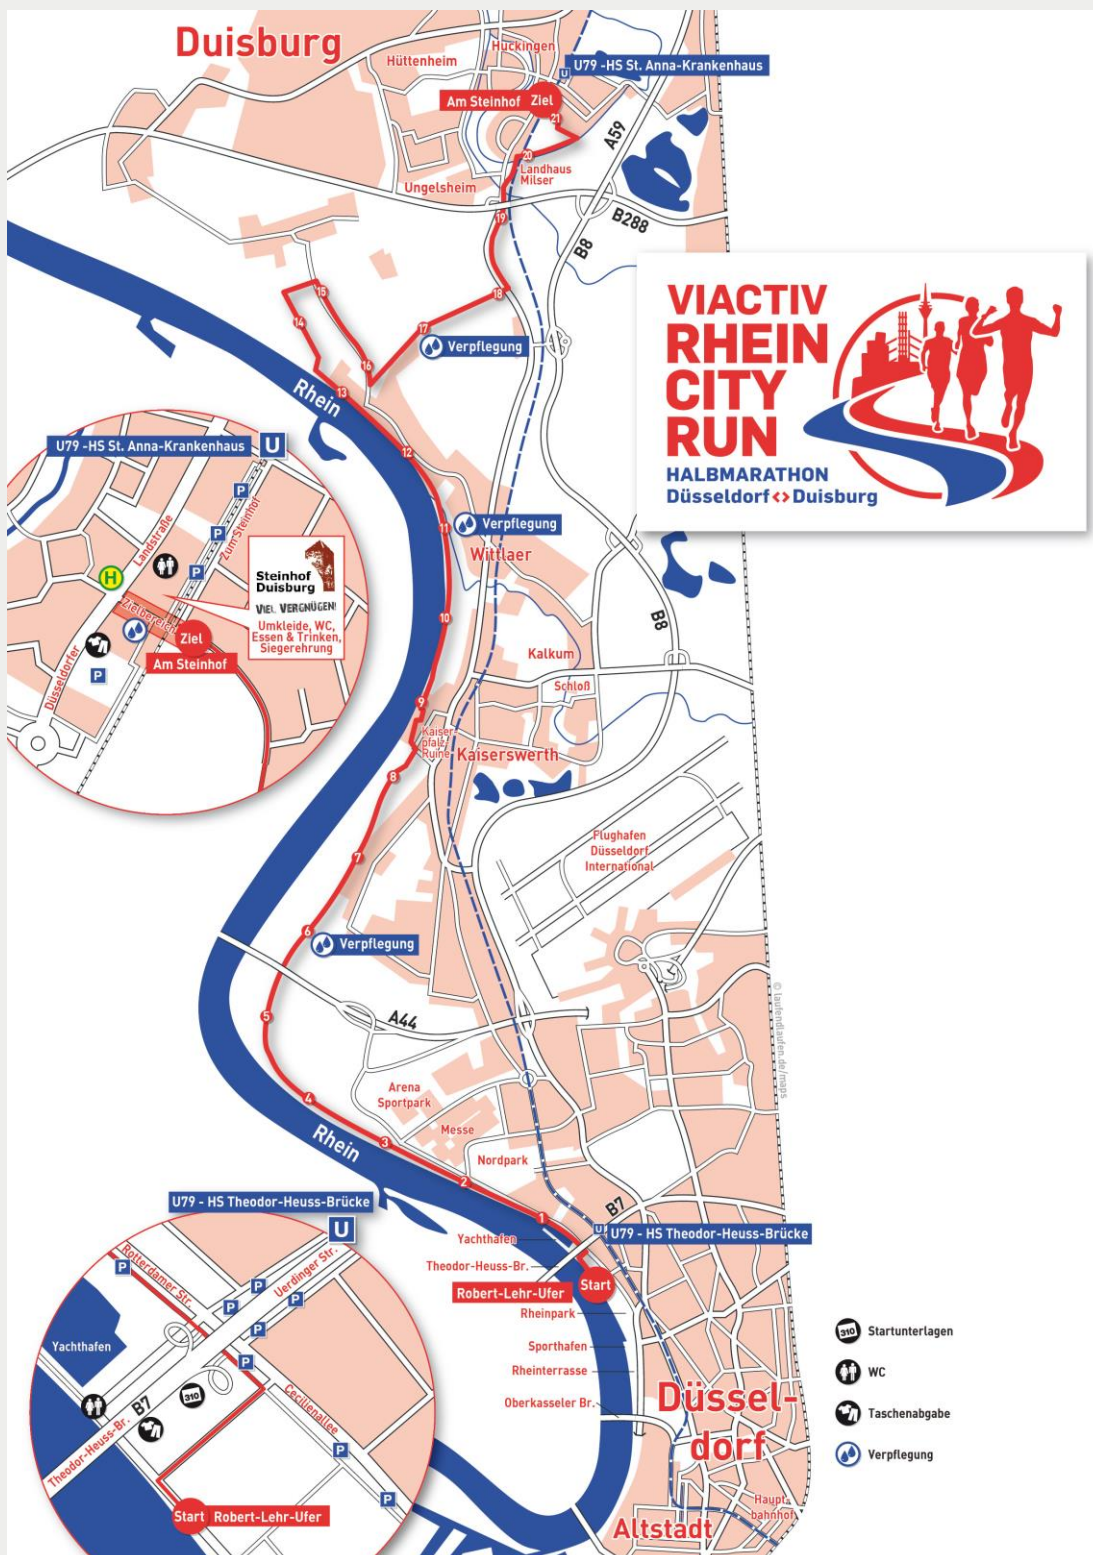 Duisburg
Hückingen
Hüttenheim
U79 -HS St. Anna-Krankenhaus
U
Am Steinhof
Ziel
21
20
Landhaus
Milser
A59
Ungelsheim
19
B288
B8
18
15
14
17
Verpflegung
16
13
Rhein
12
VIACTIV
RHEIN
CITY
RUN
HALBMARATHON
Düsseldorf <> Duisburg
U79 -HS St. Anna-Krankenhaus
U
P
P
P
Landstraße
Zum Steinhof
H
Steinhof
Duisburg
VIEL VERGNÜGEN!
Umkleide, WC,
Essen & Trinken,
Siegerehrung
Zielbereich
Ziel
Am Steinhof
Düsseldorfer
P
11
Verpflegung
Wittlaer
10
B8
Kalkum
Schloß
9
Kaiser-
pfalz
Ruine
Kaiserswerth
8
7
Flughafen
Düsseldorf
International
6
Verpflegung
5
A44
© laufendlaufen.de/maps
4
Arena
Sportpark
Messe
3
Nordpark
Rhein
2
1
B7
U
U79 - HS Theodor-Heuss-Brücke
Yachthafen
Theodor-Heuss-Br.
Robert-Lehr-Ufer
Start
Rheinpark
Sporthafen
Rheinterrasse
Oberkasseler Br.
Düssel-
dorf
Altstadt
Haupt-
bahnhof
U79 - HS Theodor-Heuss-Brücke
U
Rotterdamer Str.
Uerdinger Str.
P
P
P
P
P
P
Yachthafen
B7
310
Theodor-Heuss-Br.
Cecilienallee
P
P
Start
Robert-Lehr-Ufer
310
Startunterlagen
WC
Taschenabgabe
Verpflegung